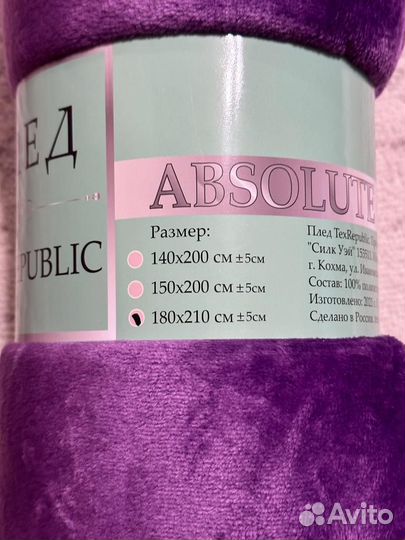 ЕД
PUBLIC
ABSOLUTE
Размер:
140х200 см ±5см
150х200 см ±5см
180х210 см ±5см
Плед TexRepublic
"Силк Уэй"
г. Кохма, ул.
Состав: 100%
Изготовлено:
Сделано в России
Avito